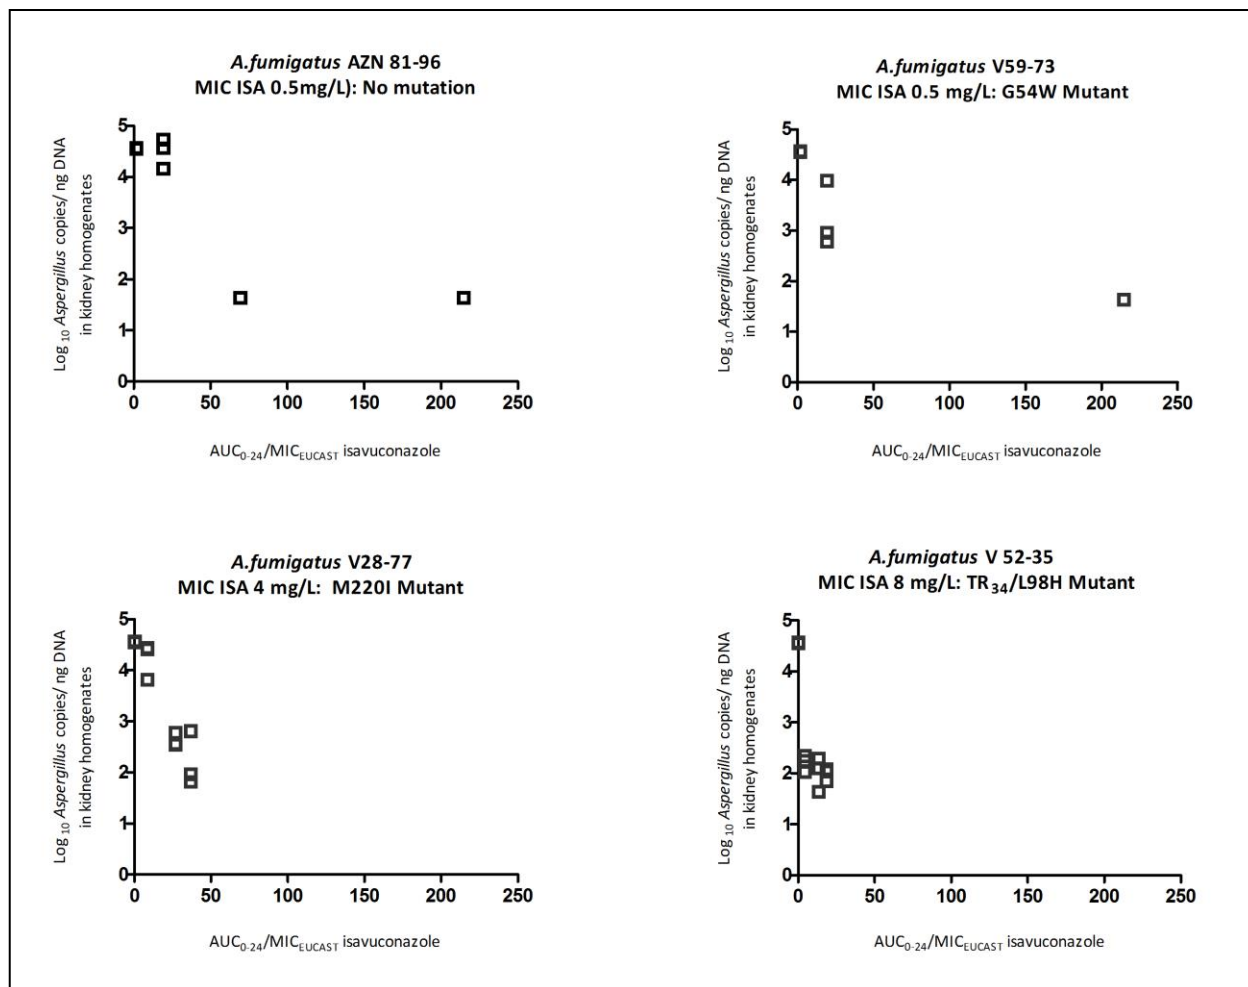 A.fumigatus AZN 81-96
MIC ISA 0.5mg/L): No mutation
Log 10 Aspergillus copies/ ng DNA
in kidney homogenates
5
4
3
2
1
0
0 50 100 150 200 250
AUC0-24/MICEUCAST isavuconazole
A.fumigatus V59-73
MIC ISA 0.5 mg/L: G54W Mutant
Log 10 Aspergillus copies/ ng DNA
in kidney homogenates
5
4
3
2
1
0
0 50 100 150 200 250
AUC0-24/MICEUCAST isavuconazole
A.fumigatus V28-77
MIC ISA 4 mg/L: M220I Mutant
Log 10 Aspergillus copies/ ng DNA
in kidney homogenates
5
4
3
2
1
0
0 50 100 150 200 250
AUC0-24/MICEUCAST isavuconazole
A.fumigatus V 52-35
MIC ISA 8 mg/L: TR34/L98H Mutant
Log 10 Aspergillus copies/ ng DNA
in kidney homogenates
5
4
3
2
1
0
0 50 100 150 200 250
AUC0-24/MICEUCAST isavuconazole